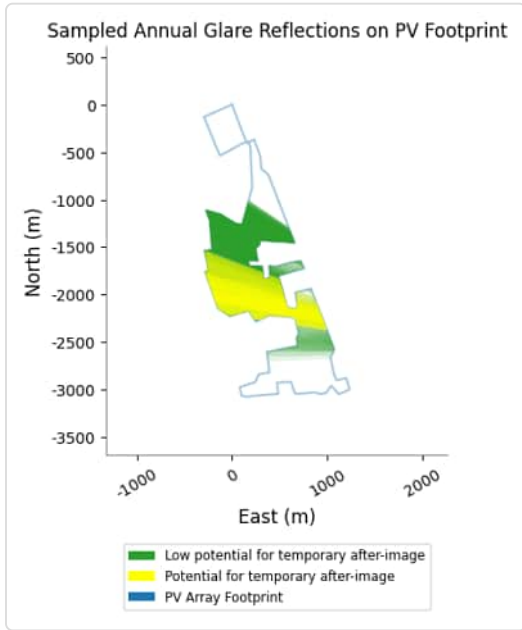 Sampled Annual Glare Reflections on PV Footprint
500
0
-500
-1000
-1500
-2000
-2500
-3000
-3500
North (m)
-1000
0
1000
2000
East (m)
Low potential for temporary after-image
Potential for temporary after-image
PV Array Footprint